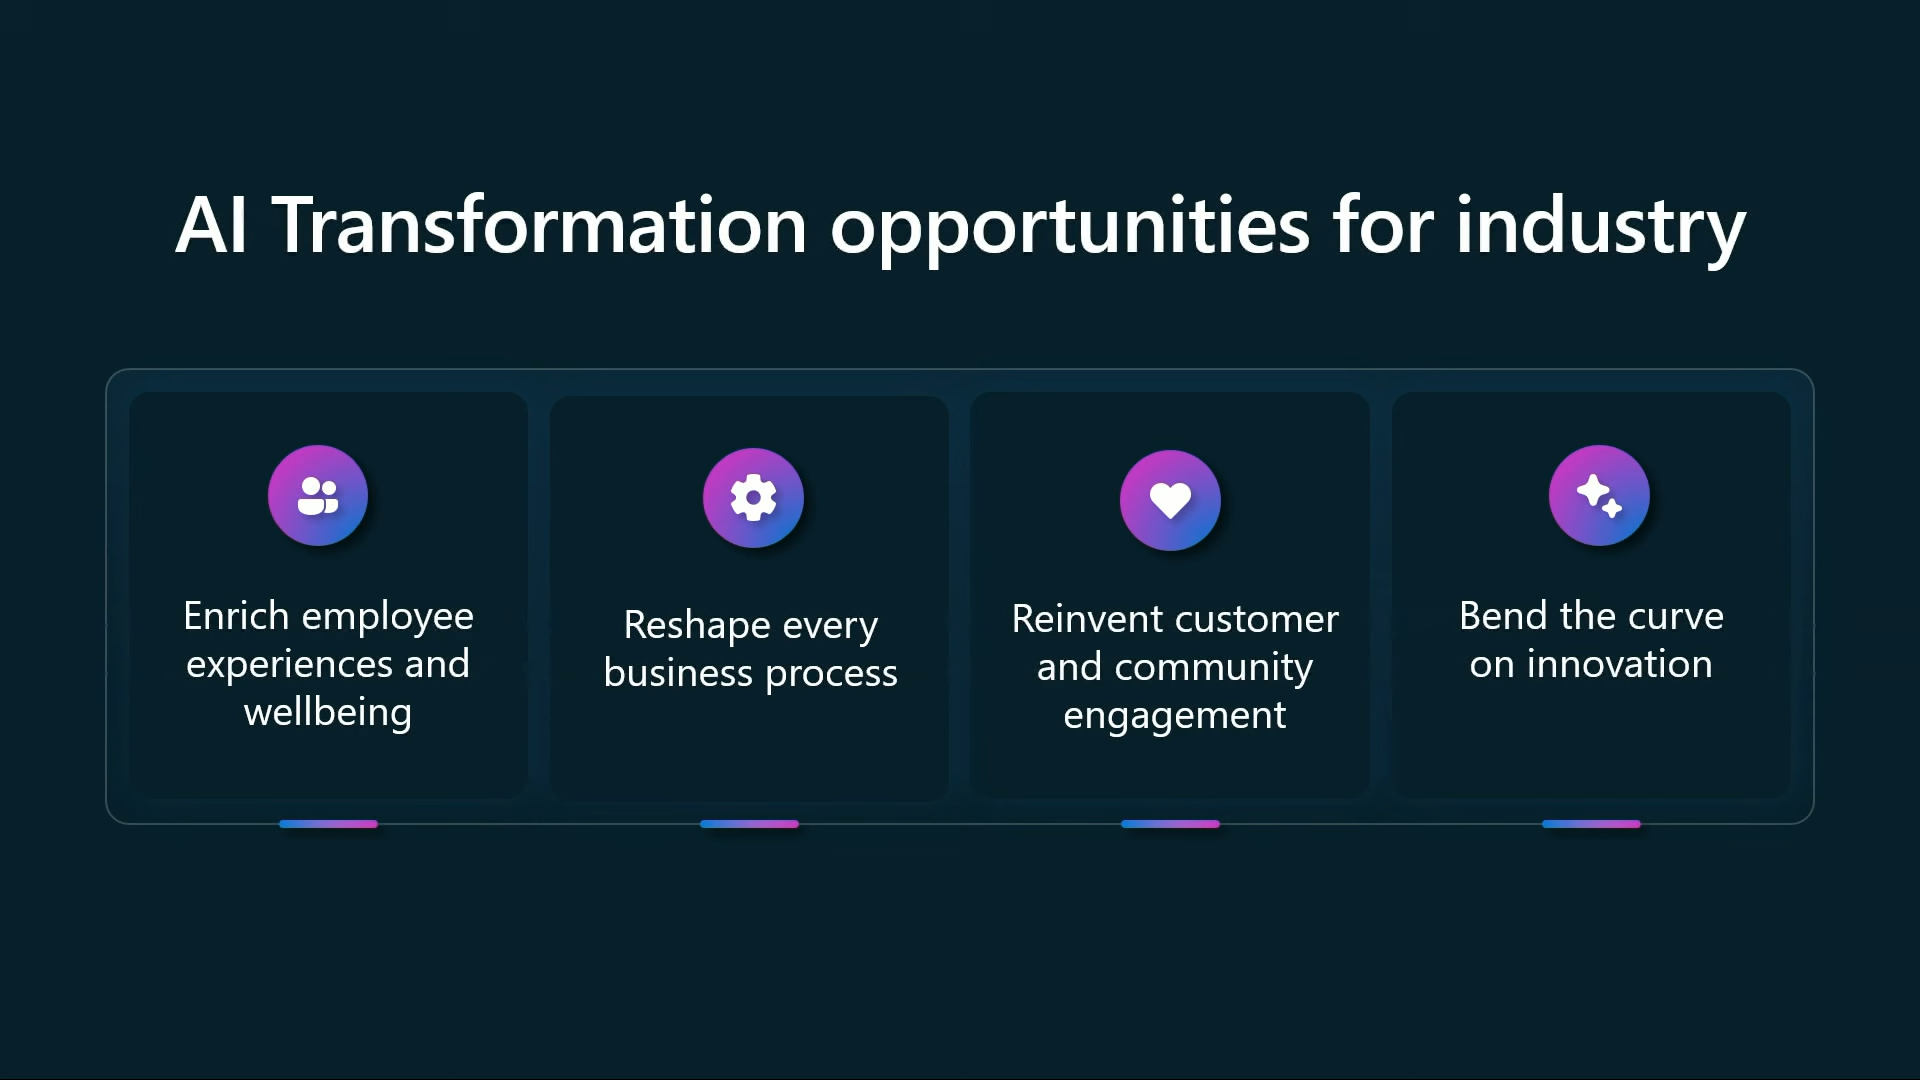 AI Transformation opportunities for industry
Enrich employee
experiences and
wellbeing
Reshape every
business process
Reinvent customer
and community
engagement
Bend the curve
on innovation